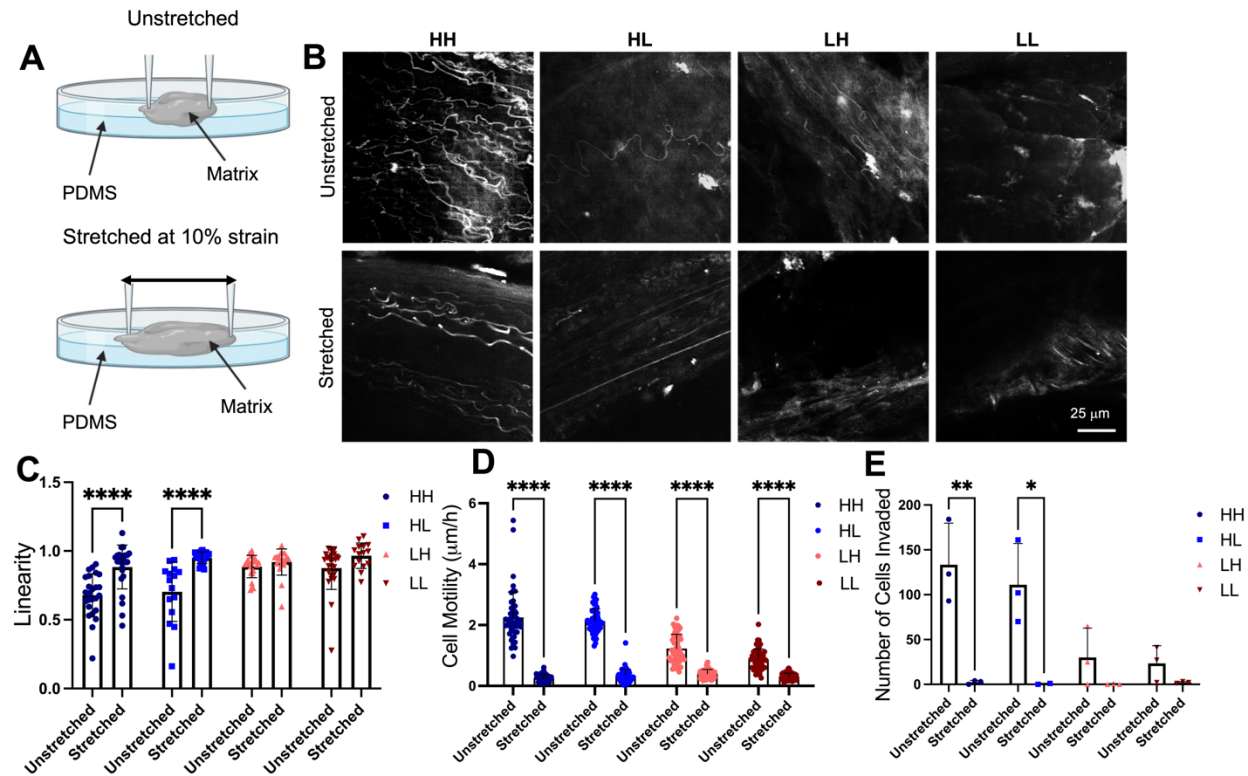 Unstretched
A
PDMS
Matrix
Stretched at 10% strain
PDMS
Matrix
B
HH HL LH LL
Unstretched
Stretched
25 μm
C
Linearity
1.5
1.0
0.5
0.0
**** ****
Unstretched Stretched Unstretched Stretched Unstretched Stretched Unstretched Stretched
HH
HL
LH
LL
D
Cell Motility (μm/h)
6
4
2
0
**** **** **** ****
Unstretched Stretched Unstretched Stretched Unstretched Stretched Unstretched Stretched
HH
HL
LH
LL
E
Number of Cells Invaded
200
150
100
50
0
** *
Unstretched Stretched Unstretched Stretched Unstretched Stretched Unstretched Stretched
HH
HL
LH
LL